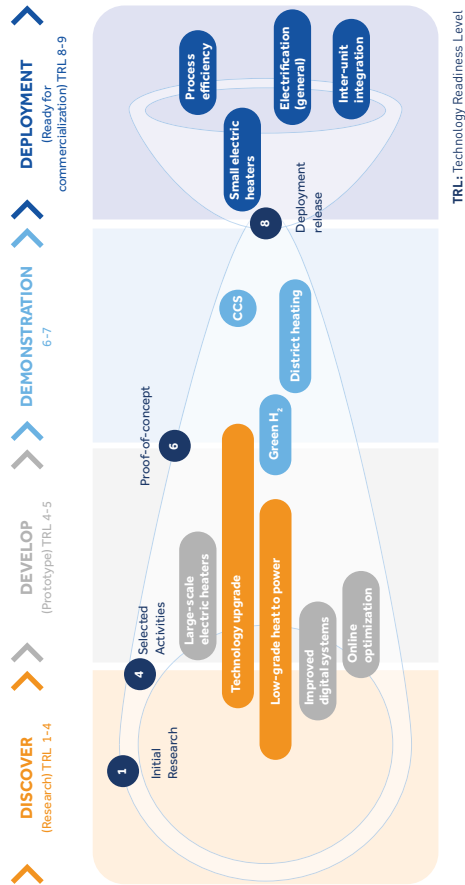 DISCOVER
(Research) TRL 1-4
DEVELOP
(Prototype) TRL 4-5
DEMONSTRATION
6-7
DEPLOYMENT
(Ready for
commercialization) TRL 8-9
1
Initial
Research
4
Selected
Activities
6
Proof-of-concept
8
Deployment
release
Large-scale
electric heaters
Technology upgrade
Low-grade heat to power
Improved
digital systems
Online
optimization
CCS
Green H₂
District heating
Small electric
heaters
Process
efficiency
Electrification
(general)
Inter-unit
integration
TRL: Technology Readiness Level